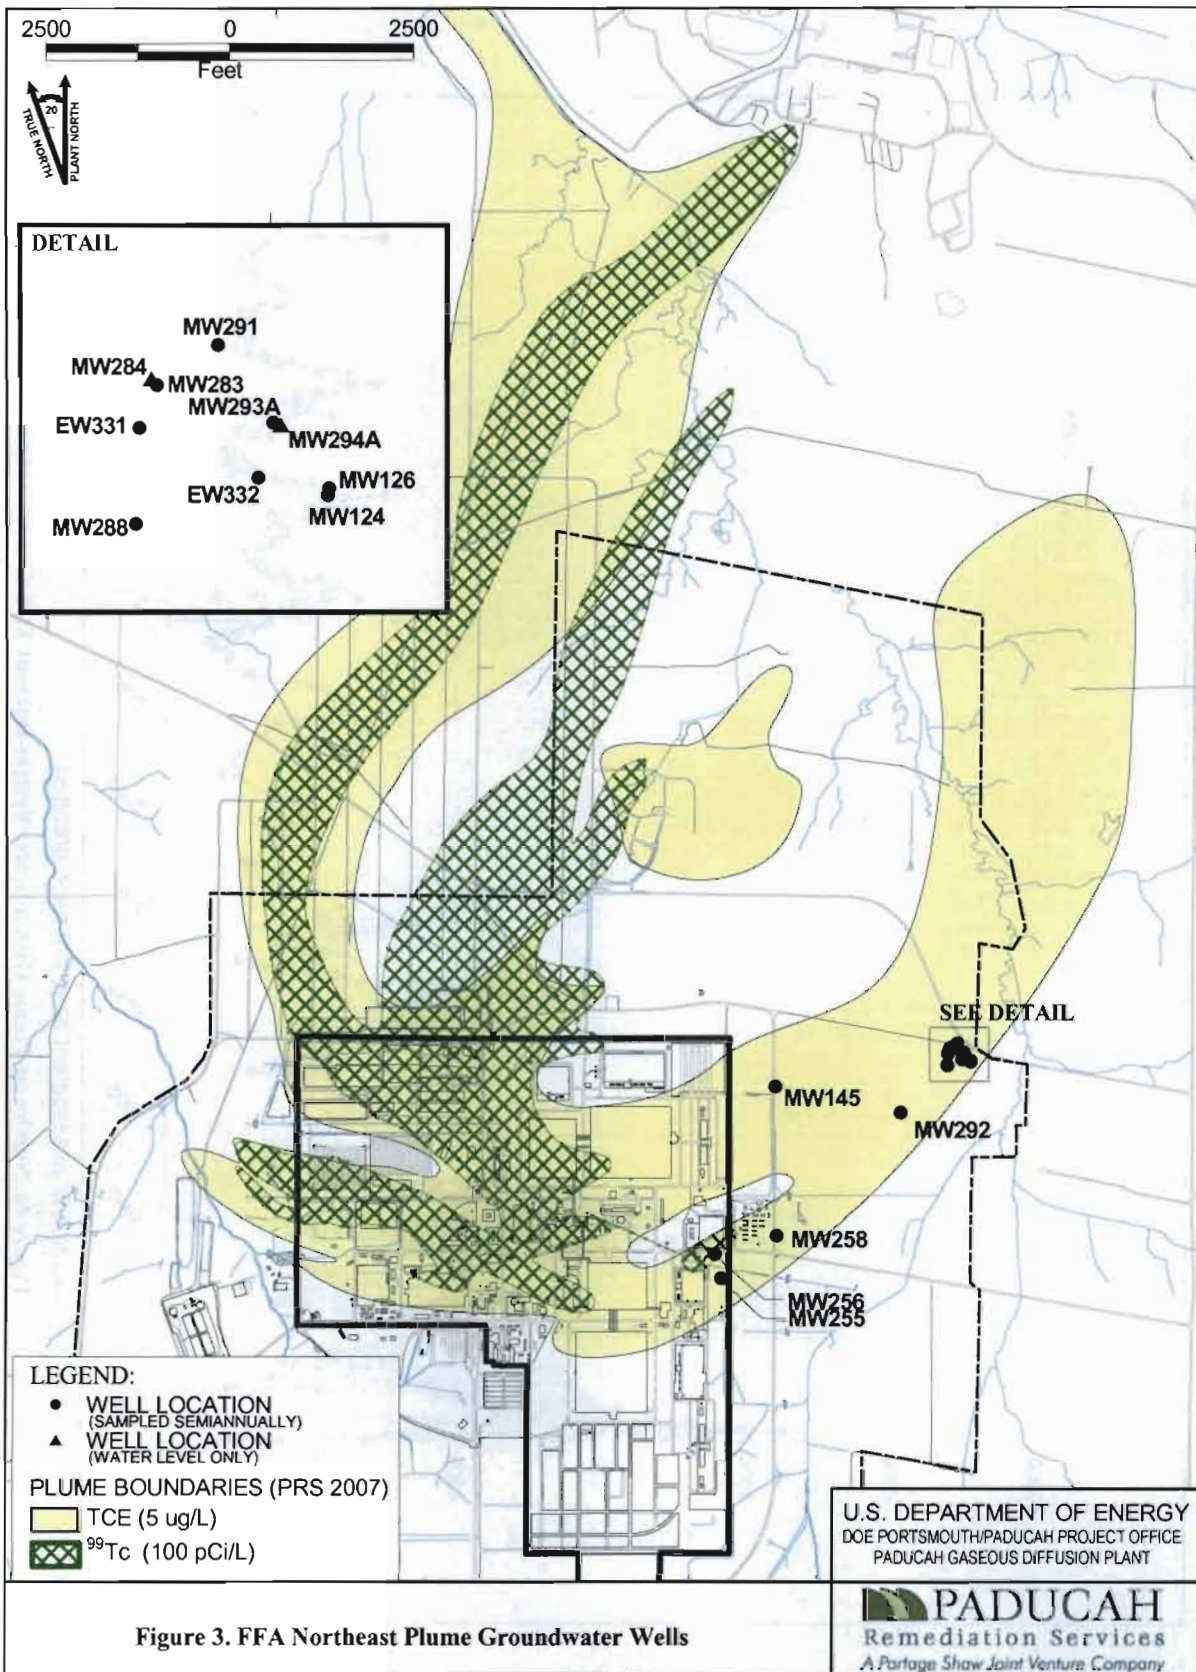 2500 0 2500
Feet
20
TRUE NORTH
PLANT NORTH
DETAIL
MW291
MW284
MW283
MW293A
EW331
MW294A
MW126
EW332
MW124
MW288
SEE DETAIL
MW145
MW292
MW258
MW256
MW255
LEGEND:
WELL LOCATION
(SAMPLED SEMIANNUALLY)
WELL LOCATION
(WATER LEVEL ONLY)
PLUME BOUNDARIES (PRS 2007)
TCE (5 ug/L)
99Tc (100 pCi/L)
U.S. DEPARTMENT OF ENERGY
DOE PORTSMOUTH/PADUCAH PROJECT OFFICE
PADUCAH GASEOUS DIFFUSION PLANT
Figure 3. FFA Northeast Plume Groundwater Wells
PADUCAH
Remediation Services
A Portage Shaw Joint Venture Company